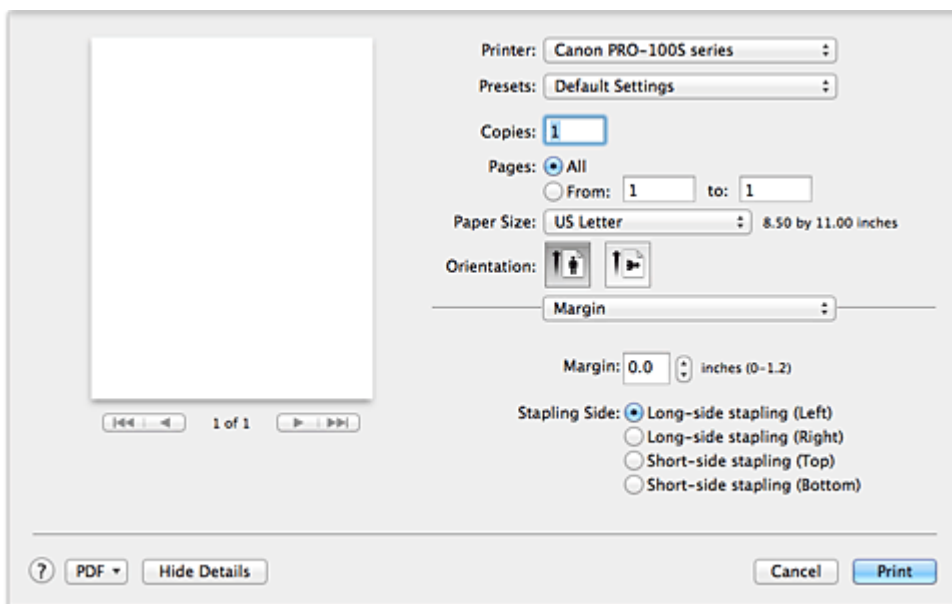 Printer: Canon PRO-100S series
Presets: Default Settings
Copies: 1
Pages: All
From: 1 to: 1
Paper Size: US Letter 8.50 by 11.00 inches
Orientation:
Margin
Margin: 0.0 inches (0-1.2)
Stapling Side: Long-side stapling (Left)
Long-side stapling (Right)
Short-side stapling (Top)
Short-side stapling (Bottom)
1 of 1
? PDF Hide Details Cancel Print